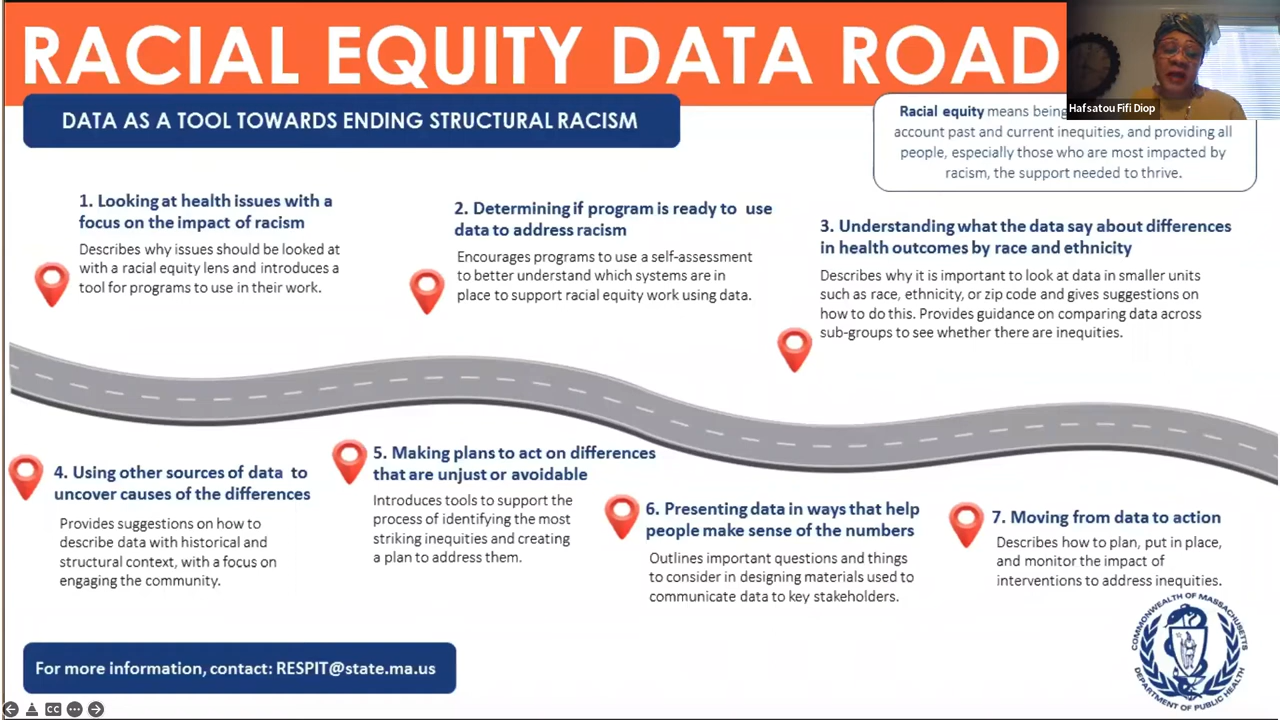 RACIAL EQUITY DATA ROAD
DATA AS A TOOL TOWARDS ENDING STRUCTURAL RACISM
Hafsatou Fifi Diop
Racial equity means being
account past and current inequities, and providing all
people, especially those who are most impacted by
racism, the support needed to thrive.
1. Looking at health issues with a
focus on the impact of racism
Describes why issues should be looked at
with a racial equity lens and introduces a
tool for programs to use in their work.
2. Determining if program is ready to use
data to address racism
Encourages programs to use a self-assessment
to better understand which systems are in
place to support racial equity work using data.
3. Understanding what the data say about differences
in health outcomes by race and ethnicity
Describes why it is important to look at data in smaller units
such as race, ethnicity, or zip code and gives suggestions on
how to do this. Provides guidance on comparing data across
sub-groups to see whether there are inequities.
4. Using other sources of data to
uncover causes of the differences
Provides suggestions on how to
describe data with historical and
structural context, with a focus on
engaging the community.
5. Making plans to act on differences
that are unjust or avoidable
Introduces tools to support the
process of identifying the most
striking inequities and creating
a plan to address them.
6. Presenting data in ways that help
people make sense of the numbers
Outlines important questions and things
to consider in designing materials used to
communicate data to key stakeholders.
7. Moving from data to action
Describes how to plan, put in place,
and monitor the impact of
interventions to address inequities.
For more information, contact: RESPIT@state.ma.us
COMMONWEALTH OF MASSACHUSETTS
DEPARTMENT OF PUBLIC HEALTH
CC